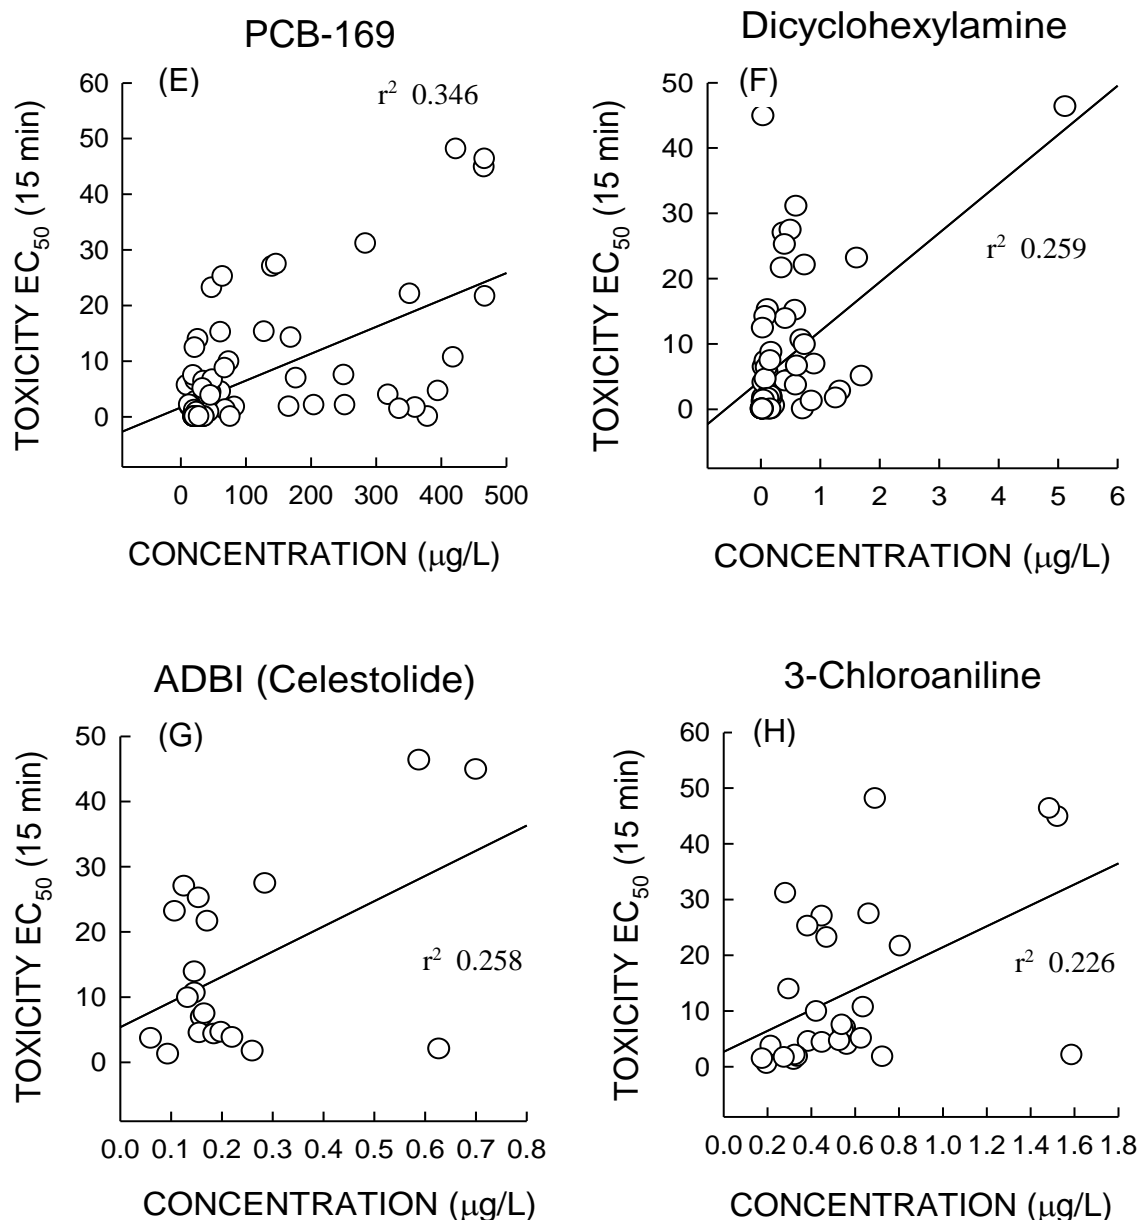 PCB-169
(E)
r² 0.346
TOXICITY EC₅₀ (15 min)
60
50
40
30
20
10
0
0 100 200 300 400 500
CONCENTRATION (μg/L)
Dicyclohexylamine
(F)
r² 0.259
TOXICITY EC₅₀ (15 min)
50
40
30
20
10
0
0 1 2 3 4 5 6
CONCENTRATION (μg/L)
ADBI (Celestolide)
(G)
r² 0.258
TOXICITY EC₅₀ (15 min)
50
40
30
20
10
0
0.0 0.1 0.2 0.3 0.4 0.5 0.6 0.7 0.8
CONCENTRATION (μg/L)
3-Chloroaniline
(H)
r² 0.226
TOXICITY EC₅₀ (15 min)
60
50
40
30
20
10
0
0.0 0.2 0.4 0.6 0.8 1.0 1.2 1.4 1.6 1.8
CONCENTRATION (μg/L)